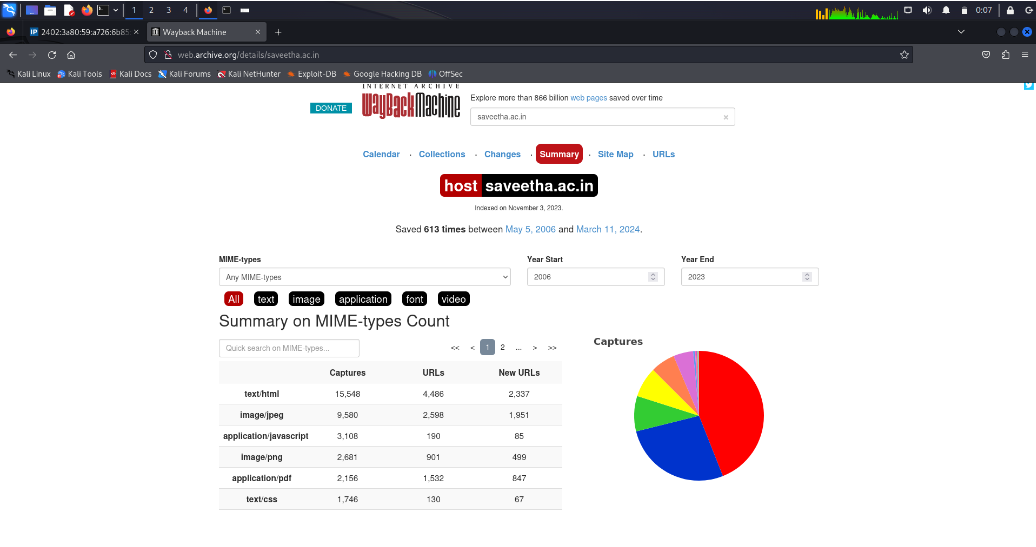 1 2 3 4 0:07
2402:3a80:59:a726:6b85 Wayback Machine
web.archive.org/details/saveetha.ac.in
Kali Linux Kali Tools Kali Docs Kali Forums Kali NetHunter Exploit-DB Google Hacking DB OffSec
INTERNET ARCHIVE
DONATE WayBackMachine
Explore more than 866 billion web pages saved over time
saveetha.ac.in
Calendar · Collections · Changes · Summary · Site Map · URLs
host saveetha.ac.in
Indexed on November 3, 2023.
Saved 613 times between May 5, 2006 and March 11, 2024.
MIME-types Year Start Year End
Any MIME-types 2006 2023
All text image application font video
Summary on MIME-types Count
Quick search on MIME types... << < 1 2 ... > >>
Captures
Captures URLs New URLs
text/html 15,548 4,486 2,337
image/jpeg 9,580 2,598 1,951
application/javascript 3,108 190 85
image/png 2,681 901 499
application/pdf 2,156 1,532 847
text/css 1,746 130 67